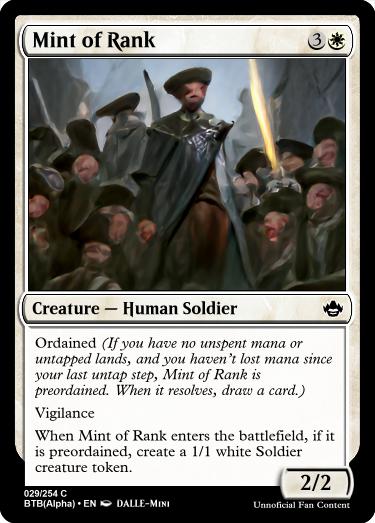 Mint of Rank 3
Creature — Human Soldier
Ordained (If you have no unspent mana or
untapped lands, and you haven't lost mana since
your last untap step, Mint of Rank is
preordained. When it resolves, draw a card.)
Vigilance
When Mint of Rank enters the battlefield, if it
is preordained, create a 1/1 white Soldier
creature token.
2/2
029/254 C
BTB(Alpha) • EN DALLE-Mini
Unnoficial Fan Content